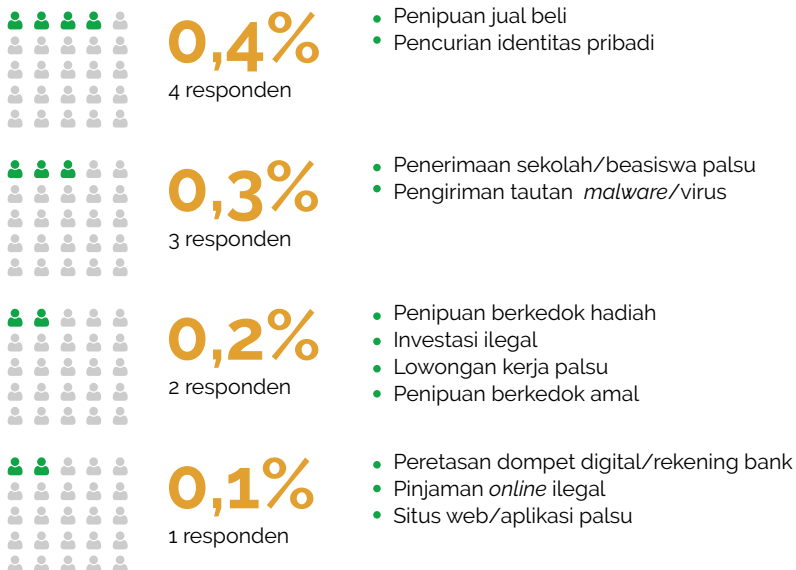 0,4%
4 responden
Penipuan jual beli
Pencurian identitas pribadi
0,3%
3 responden
Penerimaan sekolah/beasiswa palsu
Pengiriman tautan malware/virus
0,2%
2 responden
Penipuan berkedok hadiah
Investasi ilegal
Lowongan kerja palsu
Penipuan berkedok amal
0,1%
1 responden
Peretasan dompet digital/rekening bank
Pinjaman online ilegal
Situs web/aplikasi palsu